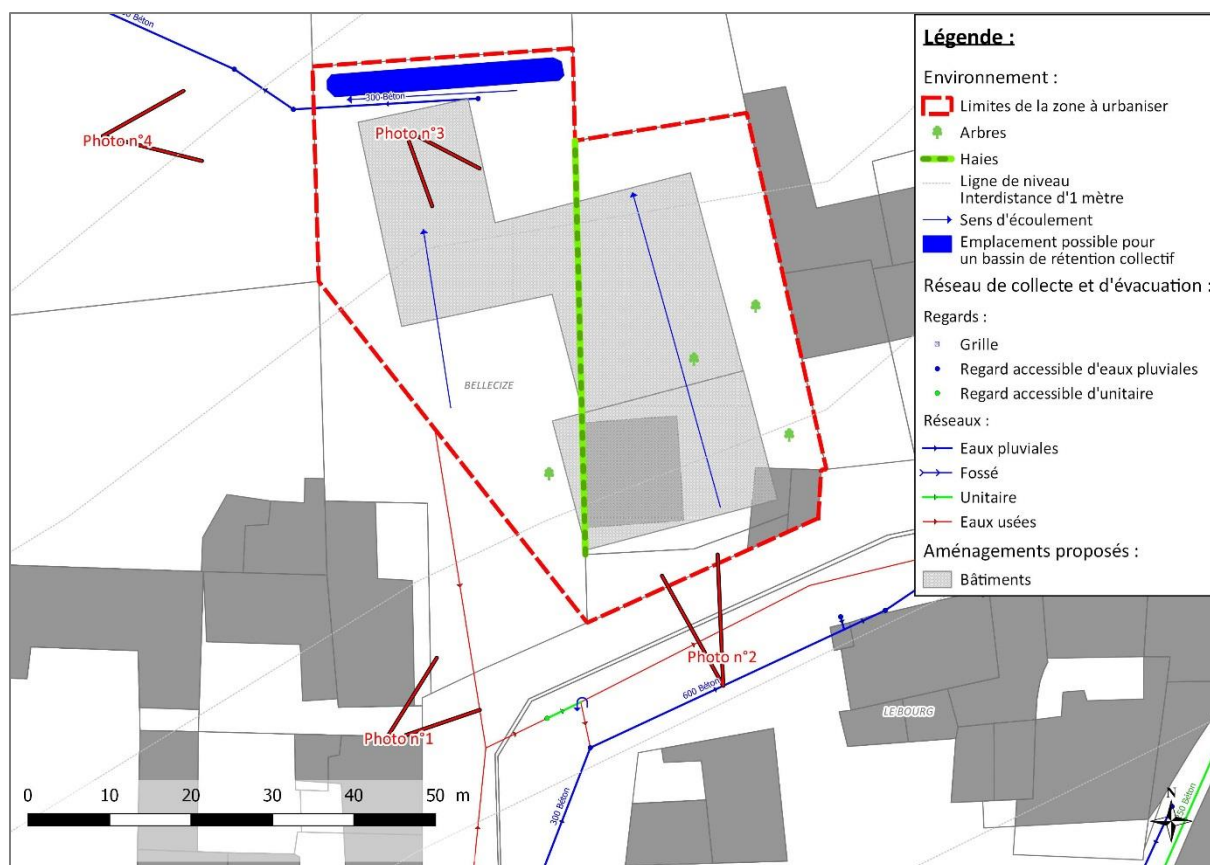 Légende :
Environnement :
Limites de la zone à urbaniser
Arbres
Haies
Ligne de niveau
Interdistance d'1 mètre
Sens d'écoulement
Emplacement possible pour
un bassin de rétention collectif
Réseau de collecte et d'évacuation :
Regards :
Grille
Regard accessible d'eaux pluviales
Regard accessible d'unitaire
Réseaux :
Eaux pluviales
Fossé
Unitaire
Eaux usées
Aménagements proposés :
Bâtiments
Béton
300 Béton
Photo n°4
Photo n°3
BELLECIZE
Photo n°2
600 Béton
LE BOURG
Photo n°1
300 Béton
50 Béton
N
0 10 20 30 40 50 m